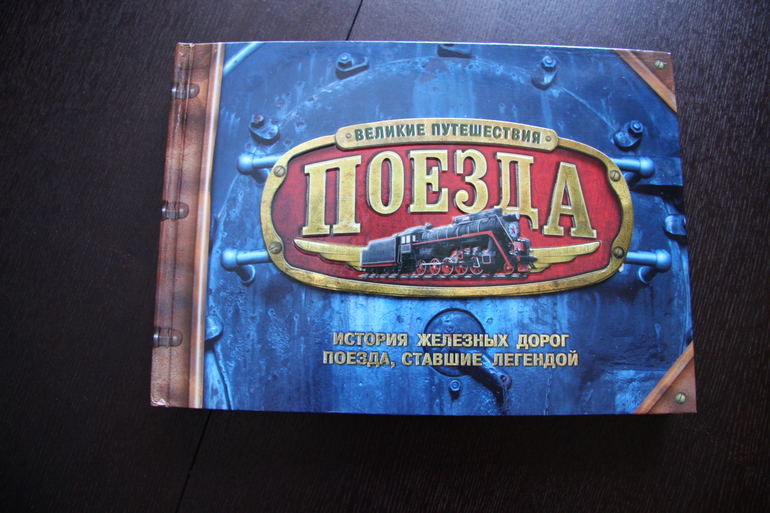 ВЕЛИКИЕ ПУТЕШЕСТВИЯ
ПОЕЗДА
ИСТОРИЯ ЖЕЛЕЗНЫХ ДОРОГ
ПОЕЗДА, СТАВШИЕ ЛЕГЕНДОЙ